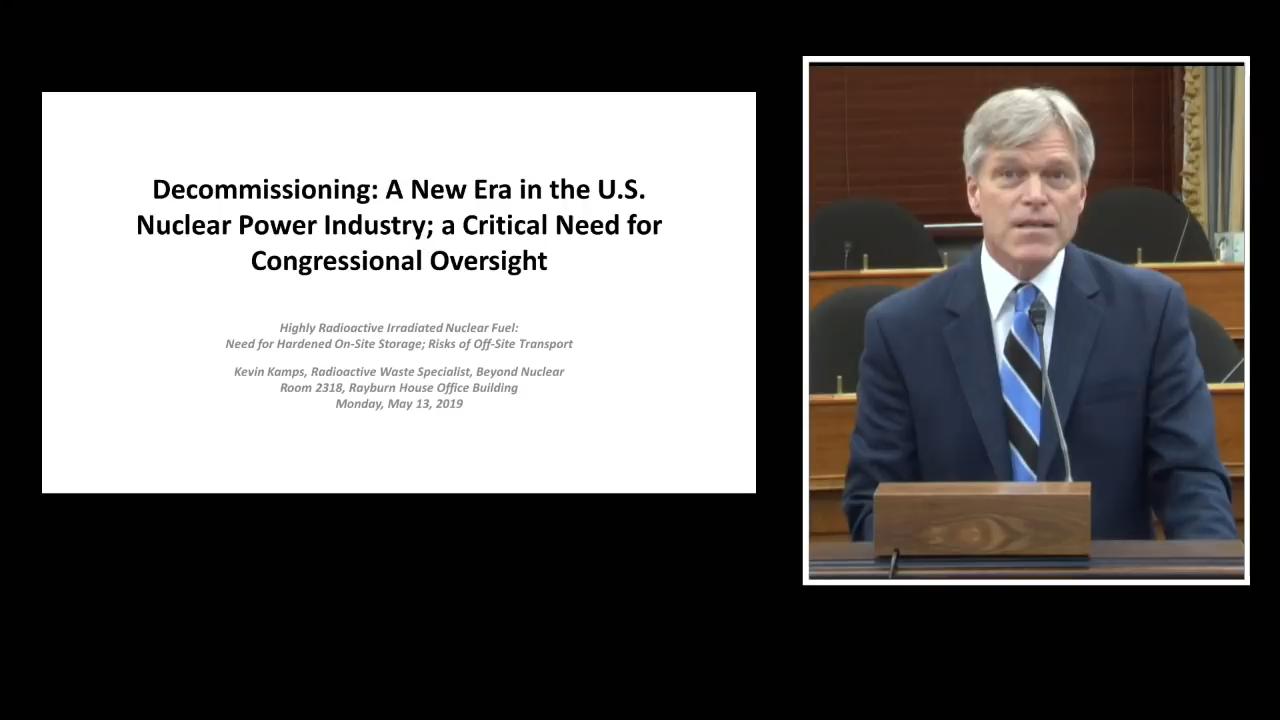 Decommissioning: A New Era in the U.S.
Nuclear Power Industry; a Critical Need for
Congressional Oversight
Highly Radioactive Irradiated Nuclear Fuel:
Need for Hardened On-Site Storage; Risks of Off-Site Transport
Kevin Kamps, Radioactive Waste Specialist, Beyond Nuclear
Room 2318, Rayburn House Office Building
Monday, May 13, 2019